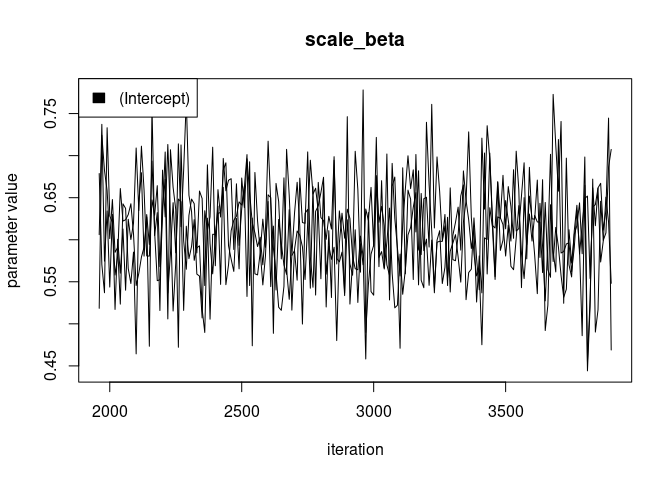 scale_beta
(Intercept)
parameter value
0.75
0.65
0.55
0.45
2000 2500 3000 3500
iteration